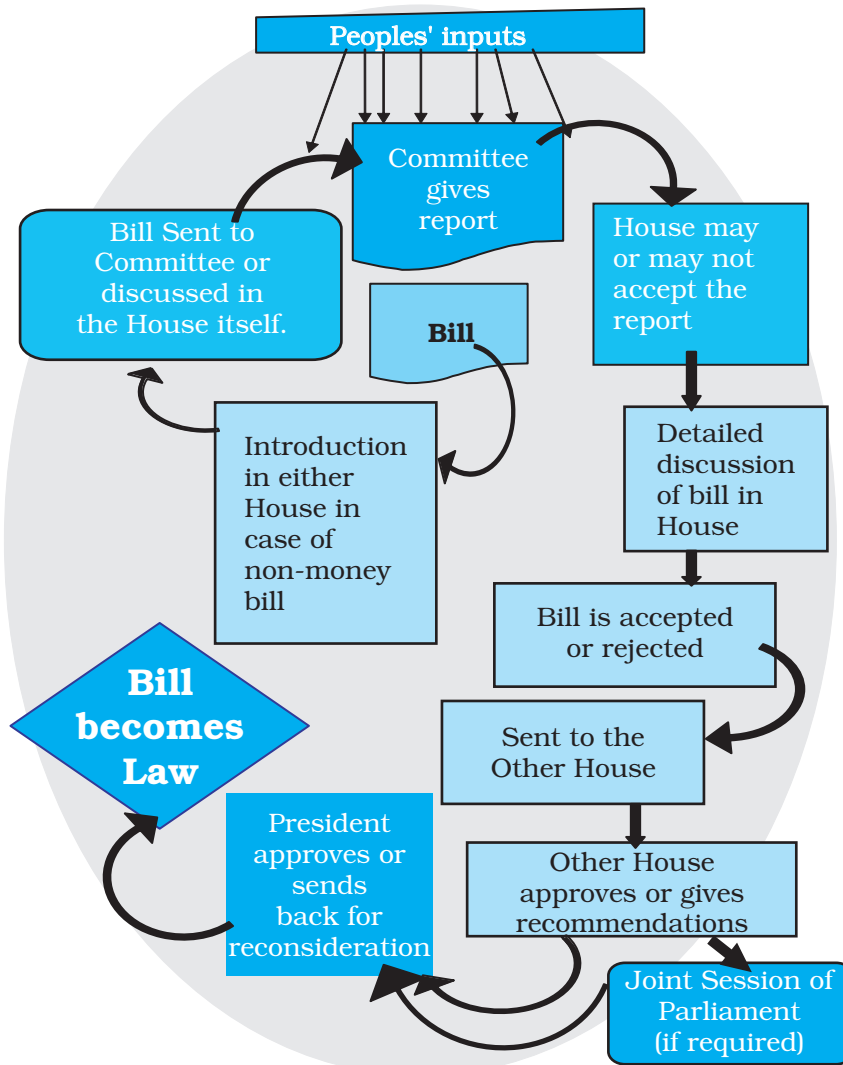 Peoples' inputs
Committee
gives
report
Bill Sent to
Committee or
discussed in
the House itself.
House may
or may not
accept the
report
Bill
Introduction
in either
House in
case of
non-money
bill
Detailed
discussion
of bill in
House
Bill is accepted
or rejected
Sent to the
Other House
Other House
approves or gives
recommendations
Joint Session of
Parliament
(if required)
President
approves or
sends
back for
reconsideration
Bill
becomes
Law